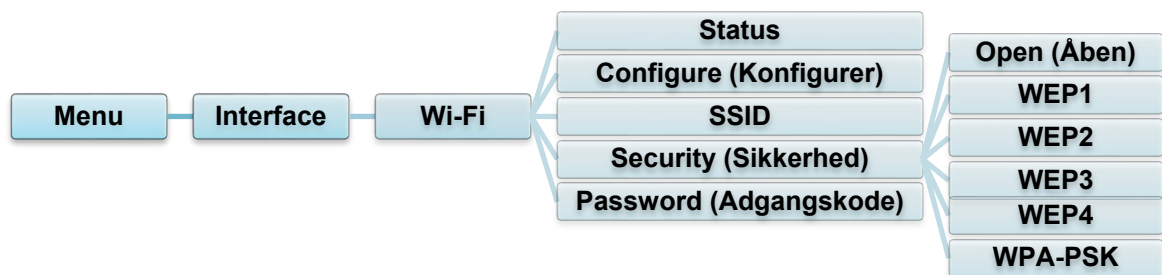 Menu
Interface
Wi-Fi
Status
Configure (Konfigurer)
SSID
Security (Sikkerhed)
Password (Adgangskode)
Open (Åben)
WEP1
WEP2
WEP3
WEP4
WPA-PSK